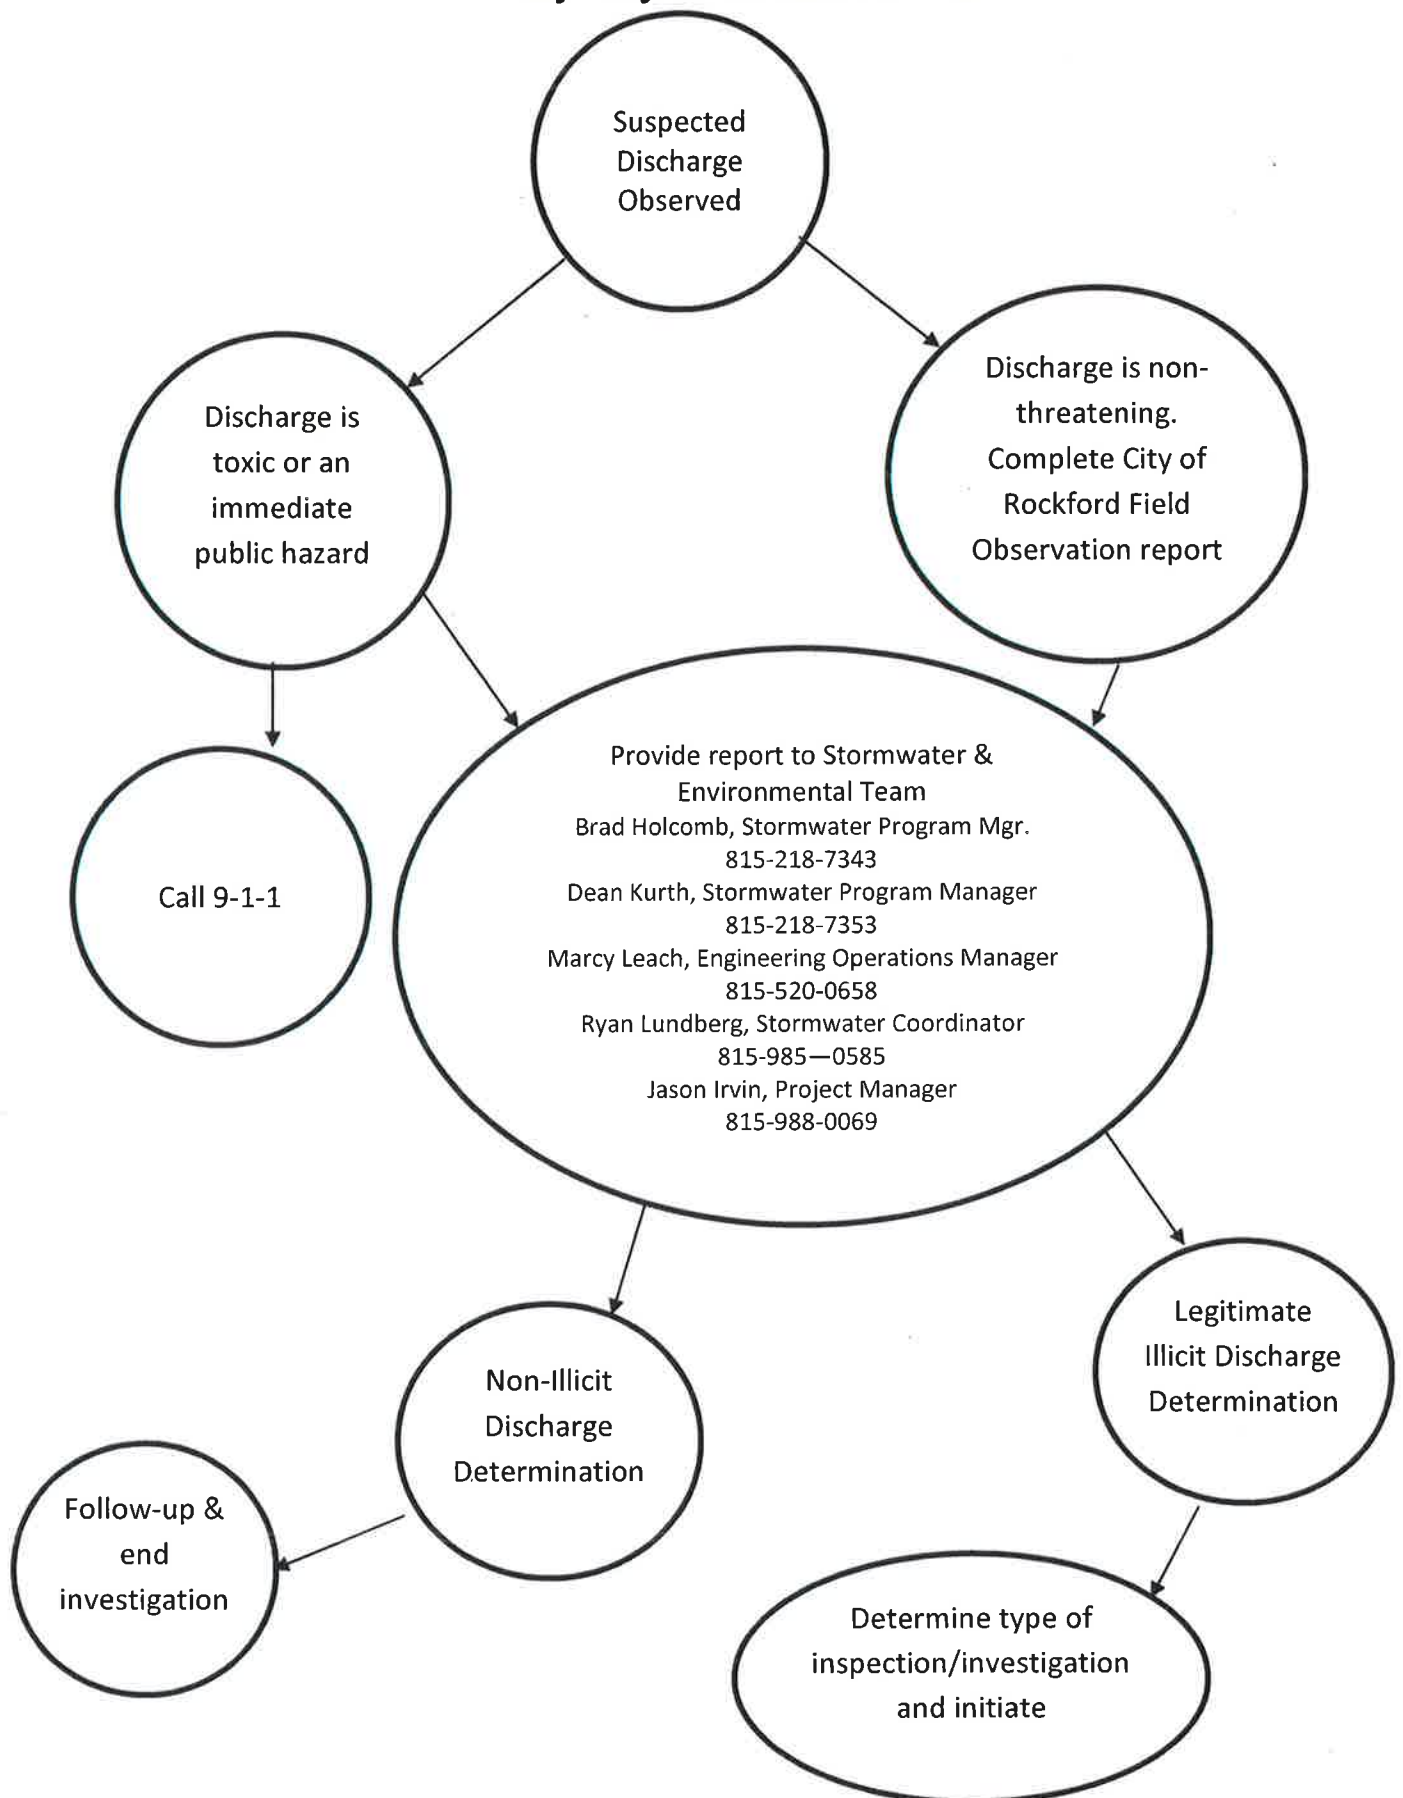 Suspected
Discharge
Observed
Discharge is
toxic or an
immediate
public hazard
Discharge is non-
threatening.
Complete City of
Rockford Field
Observation report
Call 9-1-1
Provide report to Stormwater &
Environmental Team
Brad Holcomb, Stormwater Program Mgr.
815-218-7343
Dean Kurth, Stormwater Program Manager
815-218-7353
Marcy Leach, Engineering Operations Manager
815-520-0658
Ryan Lundberg, Stormwater Coordinator
815-985—0585
Jason Irvin, Project Manager
815-988-0069
Non-Illicit
Discharge
Determination
Legitimate
Illicit Discharge
Determination
Follow-up &
end
investigation
Determine type of
inspection/investigation
and initiate